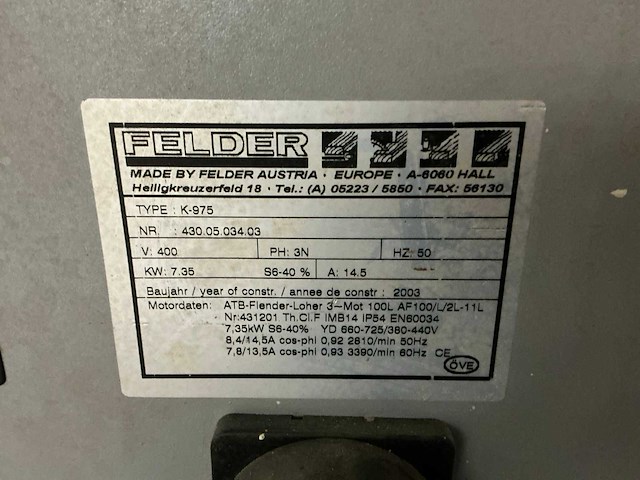 FELDER
MADE BY FELDER AUSTRIA · EUROPE · A-6060 HALL
Heiligkreuzerfeld 18 · Tel.: (A) 05223 / 5850 · FAX: 56130
TYPE : K-975
NR. : 430.05.034.03
V: 400 PH: 3N HZ: 50
KW: 7.35 S6-40 % A: 14.5
Baujahr / year of constr. / annee de constr : 2003
Motordaten: ATB-Flender-Loher 3~Mot 100L AF100/L/2L-11L
Nr:431201 Th.Cl.F IMB14 IP54 EN60034
7,35kW S6-40% YD 660-725/380-440V
8,4/14,5A cos-phi 0,92 2810/min 50Hz
7,8/13,5A cos-phi 0,93 3390/min 60Hz CE
ÖVE